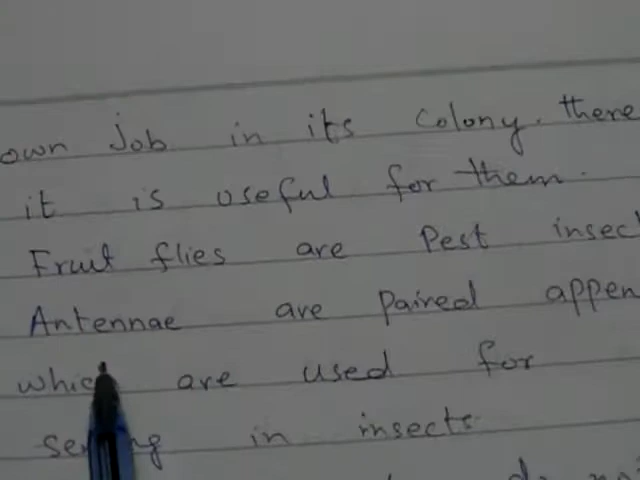 own job in its colony. there
it is useful for them.
Fruit flies are Pest insect
Antennae are paired appen
which are used for
in insects.